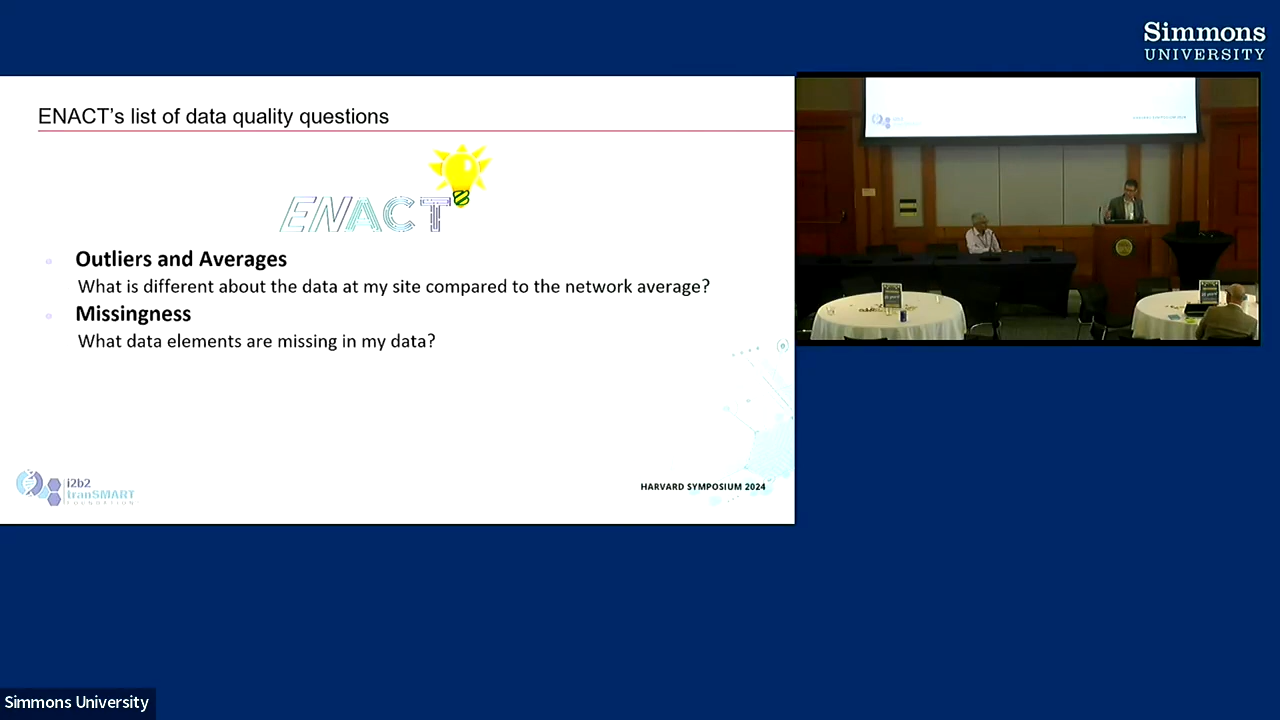 Simmons
UNIVERSITY
ENACT's list of data quality questions
ENACT
Outliers and Averages
What is different about the data at my site compared to the network average?
Missingness
What data elements are missing in my data?
i2b2
tranSMART
FOUNDATION
HARVARD SYMPOSIUM 2024
Simmons University